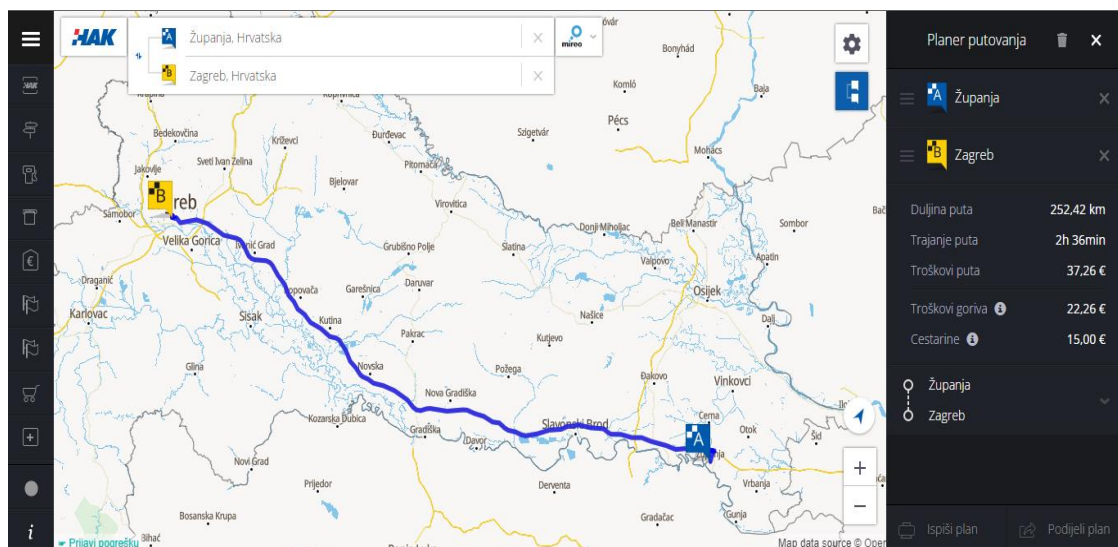 HAK
A Županja, Hrvatska
B Zagreb, Hrvatska
mireo
Planer putovanja
A Županja
B Zagreb
Duljina puta 252,42 km
Trajanje puta 2h 36min
Troškovi puta 37,26 €
Troškovi goriva 22,26 €
Cestarine 15,00 €
Županja
Zagreb
Ispiši plan
Podijeli plan
Bonyhád
Komló
Baja
Szigetvár
Pécs
Mohács
Bedekovčina
Križevci
Đurđevac
Sveti Ivan Zelina
Pitomača
Jakovlje
Bjelovar
Virovitica
B
reb
Samobor
Donji Miholjac
Beli Manastir
Sombor
Velika Gorica
Ivanić Grad
Grubišno Polje
Slatina
Valpovo
Apatin
Draganić
Popovača
Garešnica
Daruvar
Osijek
Karlovac
Sisak
Kutina
Našice
Dalj
Pakrac
Kutjevo
Glina
Novska
Požega
Đakovo
Vinkovci
Nova Gradiška
Kozarska Dubica
Gradiška
Davor
Slavonski Brod
Cerna
Otok
Šid
A
Novi Grad
Prijedor
Derventa
Vrbanja
Bosanska Krupa
Gradačac
Gunja
Bihać
Prijavi pogrešku
Map data source © Open